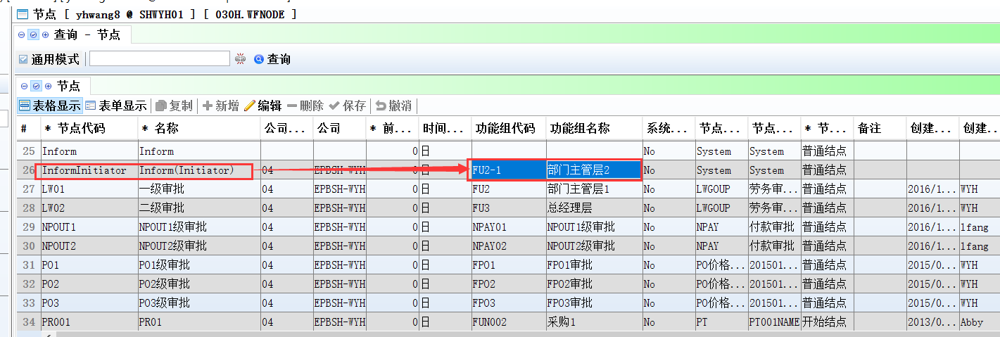 节点 [ yhwang8 @ SHWYH01 ] [ 030H.WFNODE ]
查询 - 节点
通用模式 查询
节点
表格显示 表单显示 复制 新增 编辑 删除 保存 撤消
# * 节点代码 * 名称 公司... 公司 * 前... 时间... 功能组代码 功能组名称 系统... 节点... 节点... * 节... 备注 创建... 创建...
25 Inform Inform 0 日 No System System 普通结点
26 InformInitiator Inform(Initiator) 04 EPBSH-WYH 0 日 FU2-1 部门主管层2 No System System 普通结点
27 LW01 一级审批 04 EPBSH-WYH 0 日 FU2 部门主管层1 No LWGOUP 劳务审... 普通结点 2016/1... WYH
28 LW02 二级审批 04 EPBSH-WYH 0 日 FU3 总经理层 No LWGOUP 劳务审... 普通结点 2016/1... WYH
29 NPOUT1 NPOUT1级审批 04 EPBSH-WYH 0 日 NPAY01 NPOUT1级审批 No NPAY 付款审批 普通结点 2016/1... lfang
30 NPOUT2 NPOUT2级审批 04 EPBSH-WYH 0 日 NPAY02 NPOUT2级审批 No NPAY 付款审批 普通结点 2016/1... lfang
31 PO1 PO1级审批 04 EPBSH-WYH 0 日 FPO1 FPO1审批 No PO价格... 201501... 普通结点 2015/0... WYH
32 PO2 PO2级审批 04 EPBSH-WYH 0 日 FPO2 FPO2审批 No PO价格... 201501... 普通结点 2015/0... WYH
33 PO3 PO3级审批 04 EPBSH-WYH 0 日 FPO3 FPO3审批 No PO价格... 201501... 普通结点 2015/0... WYH
34 PR001 PR01 04 EPBSH-WYH 0 日 FUN002 采购1 No PT PT001NAME 开始结点 2013/0... Abby